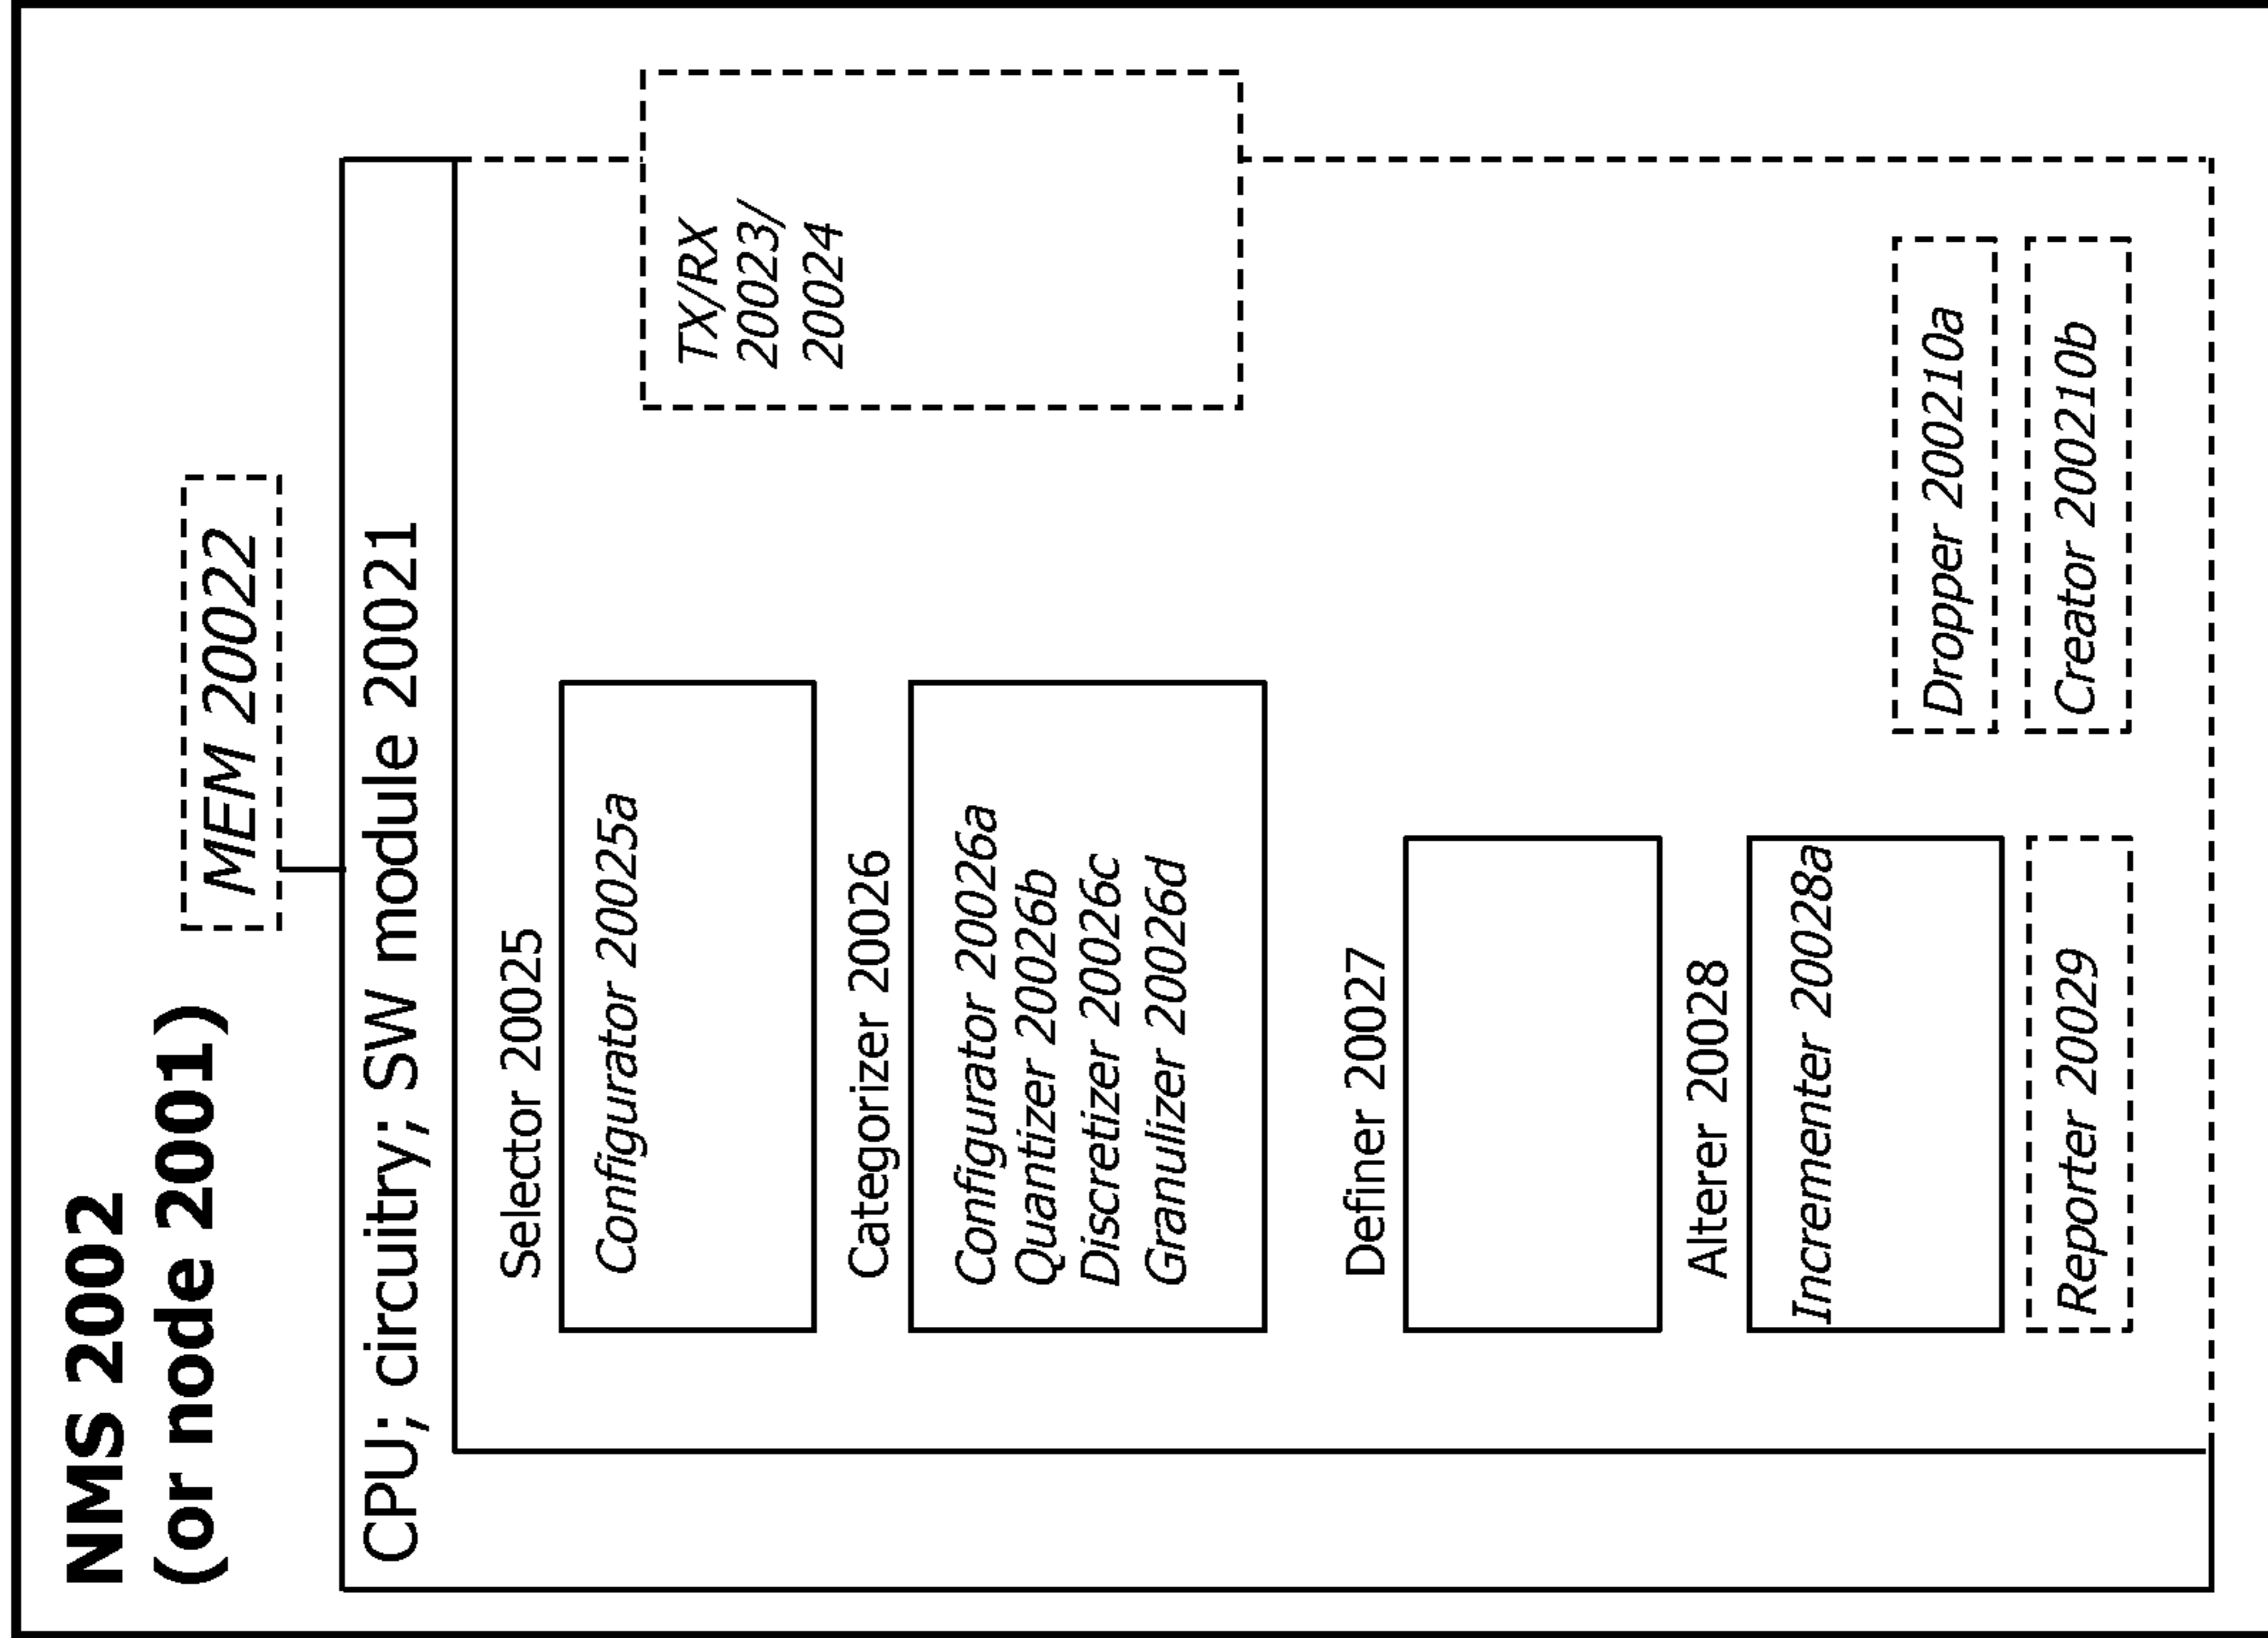 NMS 2002
(or node 2001)
MEM 20022
CPU; circuitry; SW module 20021
Selector 20025
Configurator 20025a
TX/RX
20023/
20024
Categorizer 20026
Configurator 20026a
Quantizer 20026b
Discretizer 20026c
Granulizer 20026d
Definer 20027
Alterer 20028
Incrementer 20028a
Dropper 200210a
Reporter 20029
Creator 200210b